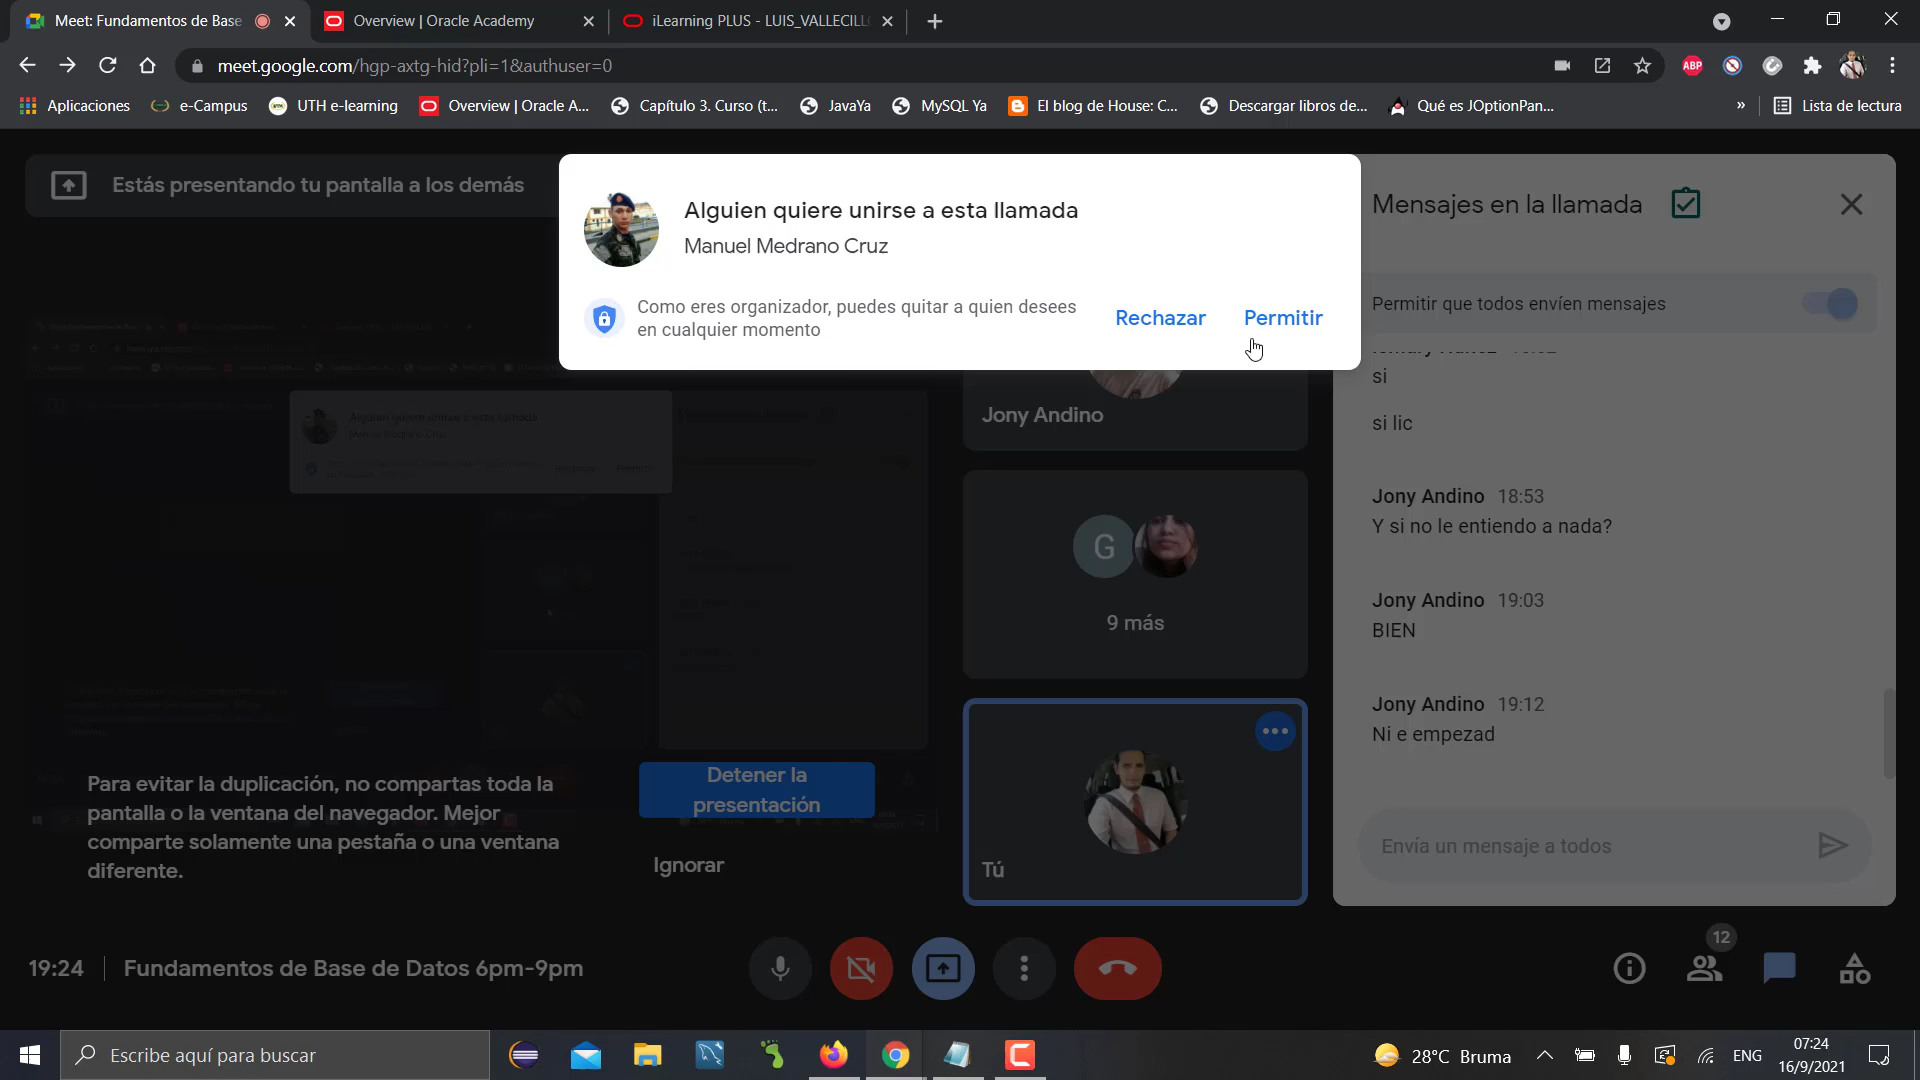 Meet: Fundamentos de Base
Overview | Oracle Academy
iLearning PLUS - LUIS_VALLECILL
meet.google.com/hgp-axtg-hid?pli=1&authuser=0
ABP
Aplicaciones
e-Campus
UTH e-learning
Overview | Oracle A...
Capítulo 3. Curso (t...
JavaYa
MySQL Ya
El blog de House: C...
Descargar libros de...
Qué es JOptionPan...
»
Lista de lectura
Estás presentando tu pantalla a los demás
Alguien quiere unirse a esta llamada
Manuel Medrano Cruz
Como eres organizador, puedes quitar a quien desees
en cualquier momento
Rechazar
Permitir
Mensajes en la llamada
Permitir que todos envíen mensajes
si
si lic
Jony Andino 18:53
Y si no le entiendo a nada?
Jony Andino 19:03
BIEN
Jony Andino 19:12
Ni e empezad
Envía un mensaje a todos
Jony Andino
G
9 más
Tú
Para evitar la duplicación, no compartas toda la
pantalla o la ventana del navegador. Mejor
comparte solamente una pestaña o una ventana
diferente.
Detener la
presentación
Ignorar
19:24
Fundamentos de Base de Datos 6pm-9pm
12
Escribe aquí para buscar
28°C Bruma
ENG
07:24
16/9/2021